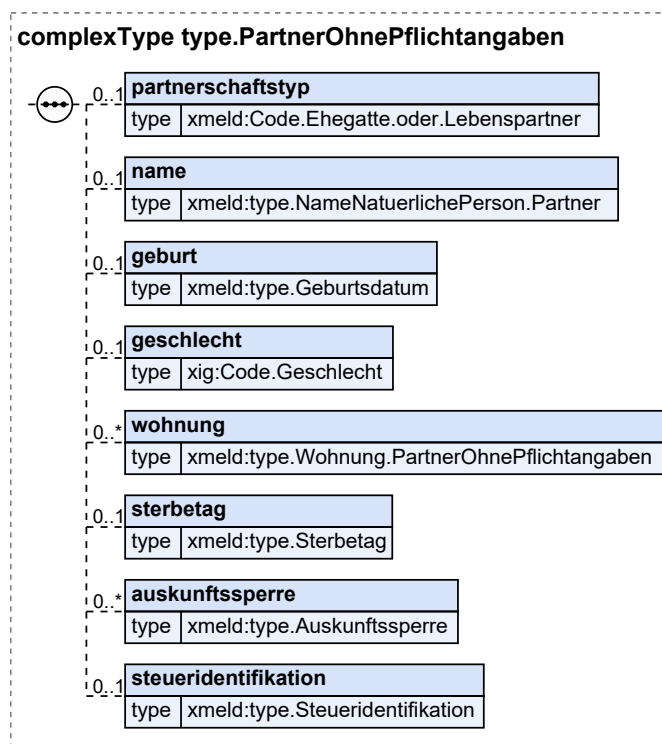 complexType type.PartnerOhnePflichtangaben
0..1 partnerschaftstyp
type xmeld:Code.Ehegatte.oder.Lebenspartner
0..1 name
type xmeld:type.NameNatuerlichePerson.Partner
0..1 geburt
type xmeld:type.Geburtsdatum
0..1 geschlecht
type xig:Code.Geschlecht
0..* wohnung
type xmeld:type.Wohnung.PartnerOhnePflichtangaben
0..1 sterbetag
type xmeld:type.Sterbetag
0..* auskunftssperre
type xmeld:type.Auskunftssperre
0..1 steueridentifikation
type xmeld:type.Steueridentifikation